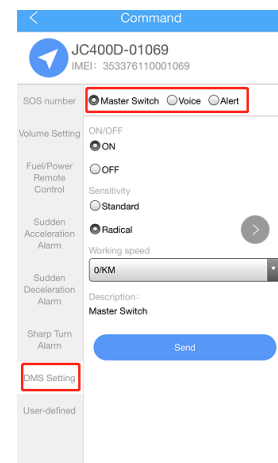 Command
JC400D-01069
IMEI: 353376110001069
SOS number
Master Switch Voice Alert
Volume Setting
ON/OFF
ON
OFF
Fuel/Power
Remote
Control
Sensitivity
Standard
Radical
Sudden
Acceleration
Alarm
Working speed
0/KM
Sudden
Deceleration
Alarm
Description:
Master Switch
Sharp Turn
Alarm
Send
DMS Setting
User-defined